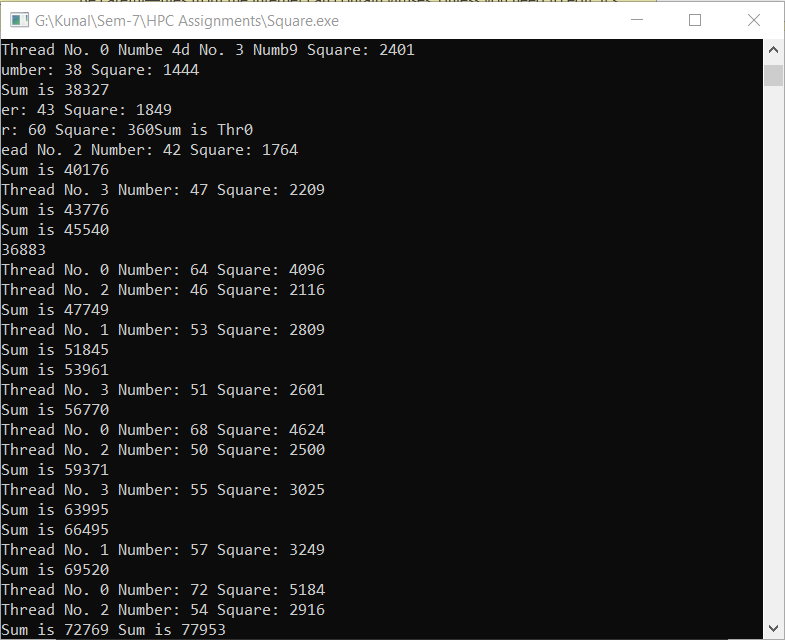 G:\Kunal\Sem-7\HPC Assignments\Square.exe
Thread No. 0 Numbe 4d No. 3 Numb9 Square: 2401
umber: 38 Square: 1444
Sum is 38327
er: 43 Square: 1849
r: 60 Square: 360Sum is Thr0
ead No. 2 Number: 42 Square: 1764
Sum is 40176
Thread No. 3 Number: 47 Square: 2209
Sum is 43776
Sum is 45540
36883
Thread No. 0 Number: 64 Square: 4096
Thread No. 2 Number: 46 Square: 2116
Sum is 47749
Thread No. 1 Number: 53 Square: 2809
Sum is 51845
Sum is 53961
Thread No. 3 Number: 51 Square: 2601
Sum is 56770
Thread No. 0 Number: 68 Square: 4624
Thread No. 2 Number: 50 Square: 2500
Sum is 59371
Thread No. 3 Number: 55 Square: 3025
Sum is 63995
Sum is 66495
Thread No. 1 Number: 57 Square: 3249
Sum is 69520
Thread No. 0 Number: 72 Square: 5184
Thread No. 2 Number: 54 Square: 2916
Sum is 72769 Sum is 77953